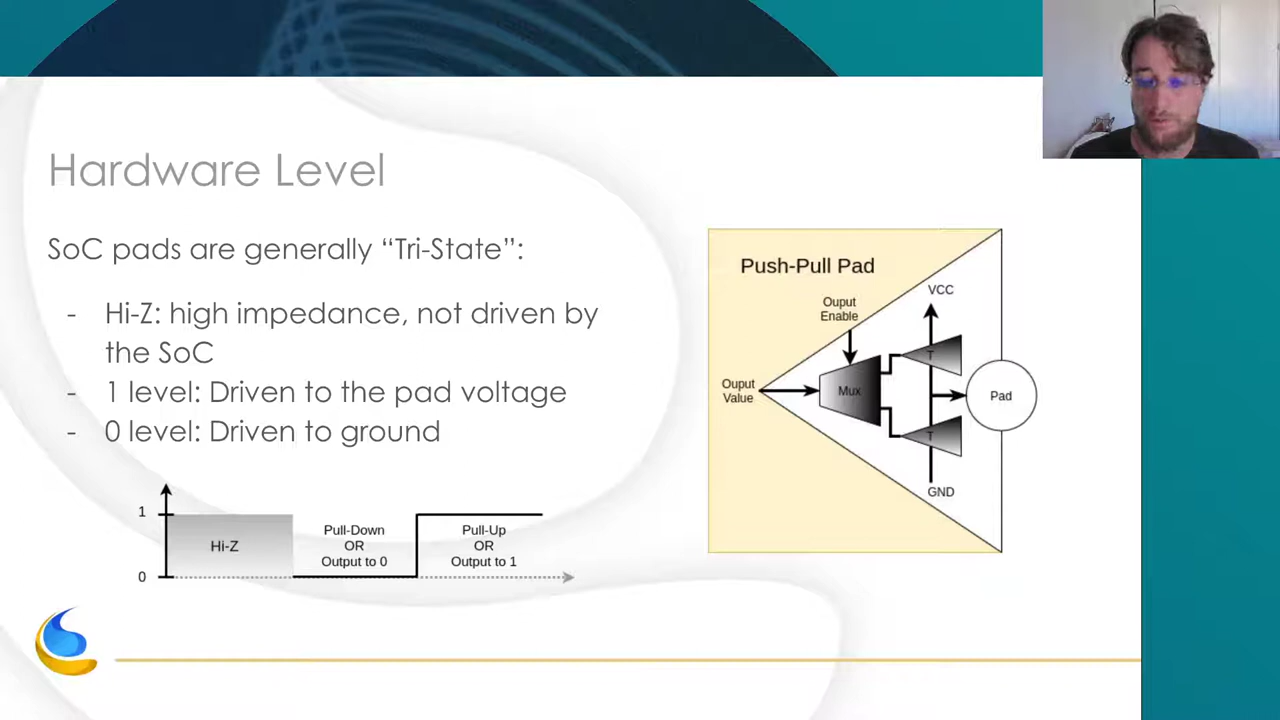 Hardware Level
SoC pads are generally “Tri-State”:
- Hi-Z: high impedance, not driven by
the SoC
- 1 level: Driven to the pad voltage
- 0 level: Driven to ground
1
0
Hi-Z
Pull-Down
OR
Output to 0
Pull-Up
OR
Output to 1
Push-Pull Pad
Ouput
Enable
VCC
Ouput
Value
Mux
T
T
Pad
GND